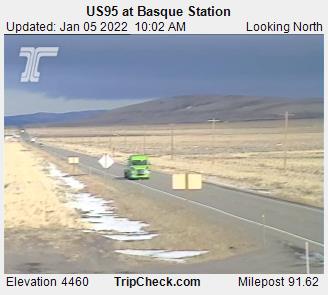 US95 at Basque Station
Updated: Jan 05 2022 10:02 AM Looking North
Elevation 4460 TripCheck.com Milepost 91.62